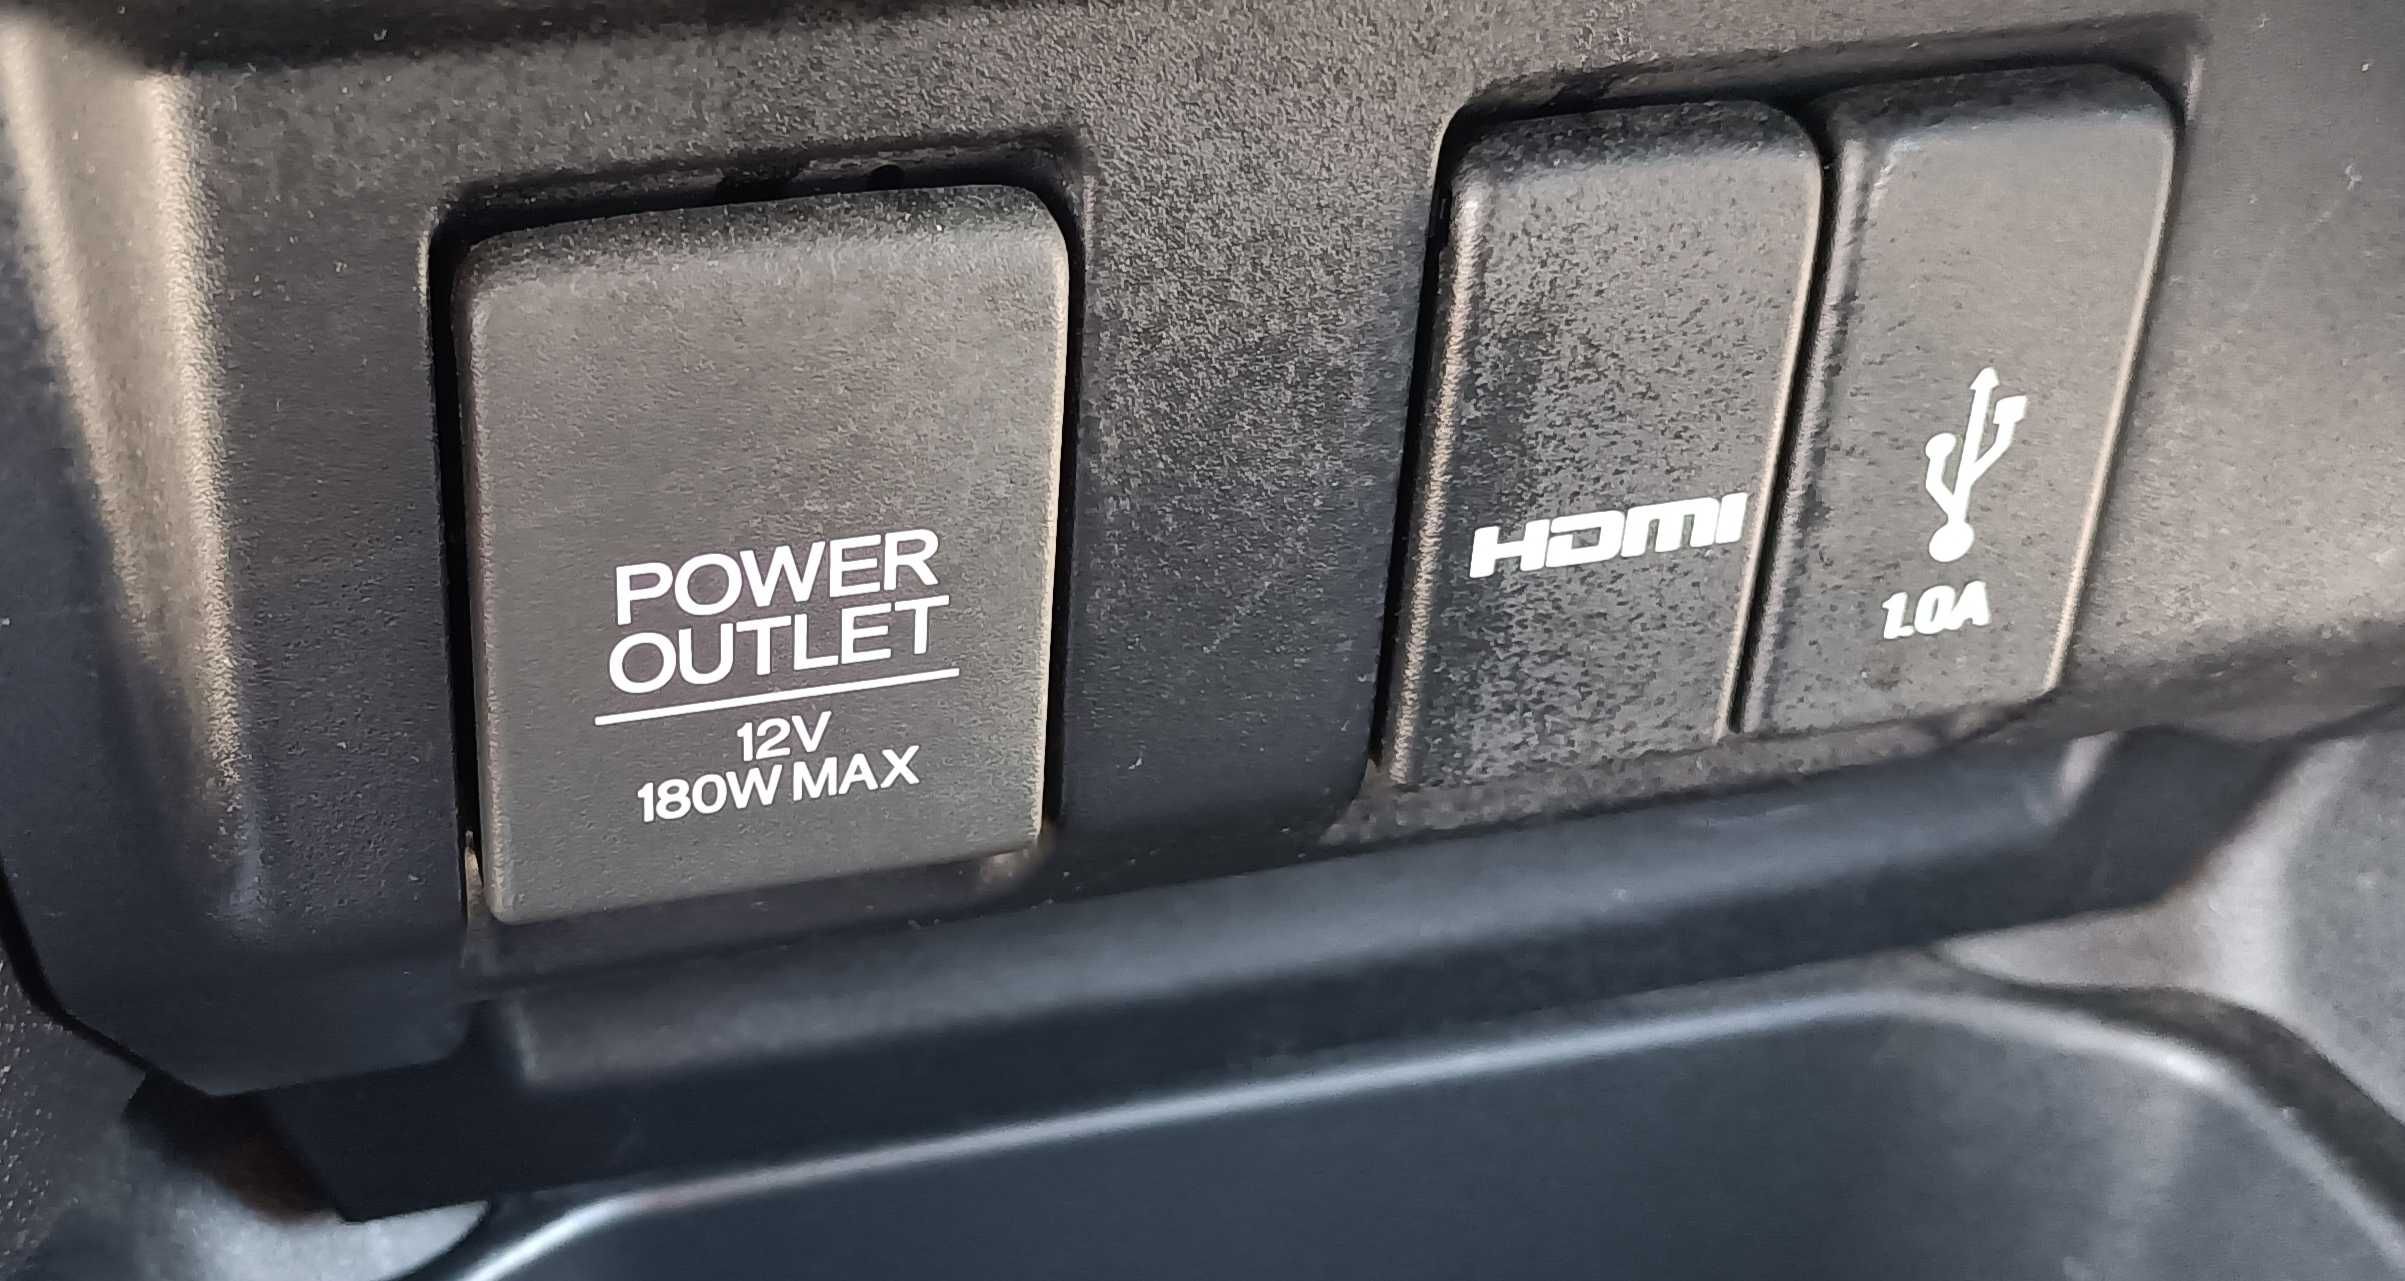 POWER
OUTLET
12V
180W MAX
HDMI
1.0A